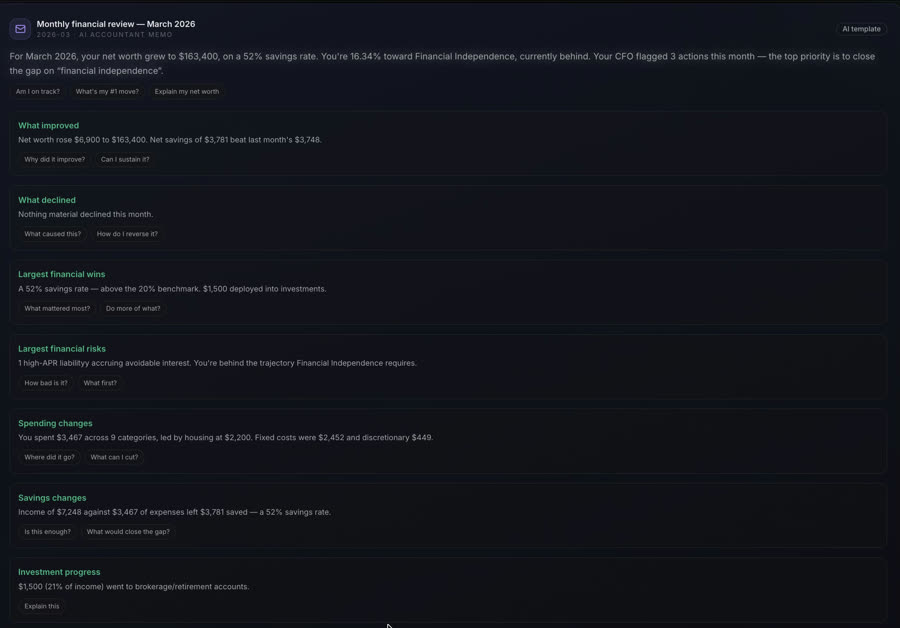 Monthly financial review — March 2026
2026-03 · AI ACCOUNTANT MEMO
AI template
For March 2026, your net worth grew to $163,400, on a 52% savings rate. You're 16.34% toward Financial Independence, currently behind. Your CFO flagged 3 actions this month — the top priority is to close
the gap on "financial independence".
Am I on track?
What's my #1 move?
Explain my net worth
What improved
Net worth rose $6,900 to $163,400. Net savings of $3,781 beat last month's $3,748.
Why did it improve?
Can I sustain it?
What declined
Nothing material declined this month.
What caused this?
How do I reverse it?
Largest financial wins
A 52% savings rate — above the 20% benchmark. $1,500 deployed into investments.
What mattered most?
Do more of what?
Largest financial risks
1 high-APR liabilityy accruing avoidable interest. You're behind the trajectory Financial Independence requires.
How bad is it?
What first?
Spending changes
You spent $3,467 across 9 categories, led by housing at $2,200. Fixed costs were $2,452 and discretionary $449.
Where did it go?
What can I cut?
Savings changes
Income of $7,248 against $3,467 of expenses left $3,781 saved — a 52% savings rate.
Is this enough?
What would close the gap?
Investment progress
$1,500 (21% of income) went to brokerage/retirement accounts.
Explain this